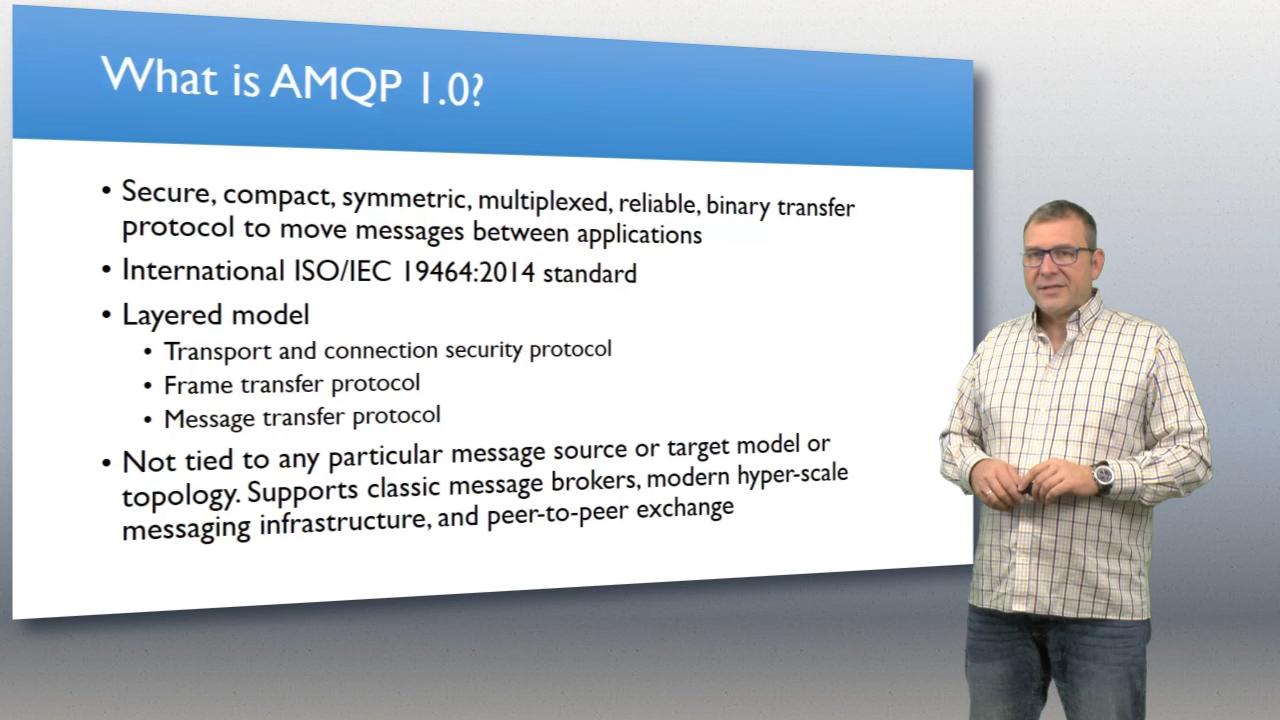 What is AMQP 1.0?
• Secure, compact, symmetric, multiplexed, reliable, binary transfer
protocol to move messages between applications
• International ISO/IEC 19464:2014 standard
• Layered model
• Transport and connection security protocol
• Frame transfer protocol
• Message transfer protocol
• Not tied to any particular message source or target model or
topology. Supports classic message brokers, modern hyper-scale
messaging infrastructure, and peer-to-peer exchange